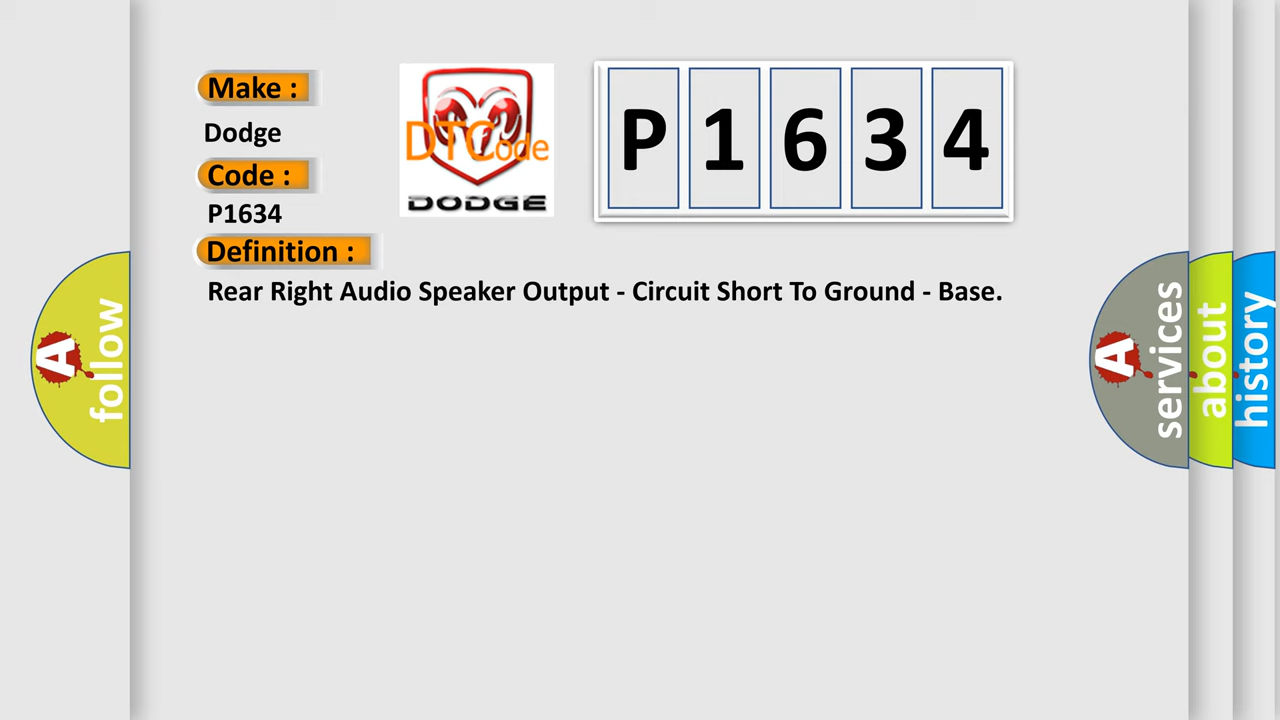 Make :
Dodge
Code :
P1634
Definition :
Rear Right Audio Speaker Output - Circuit Short To Ground - Base.
DTCode
DODGE
P 1 6 3 4
A
follow
A
services
about
history